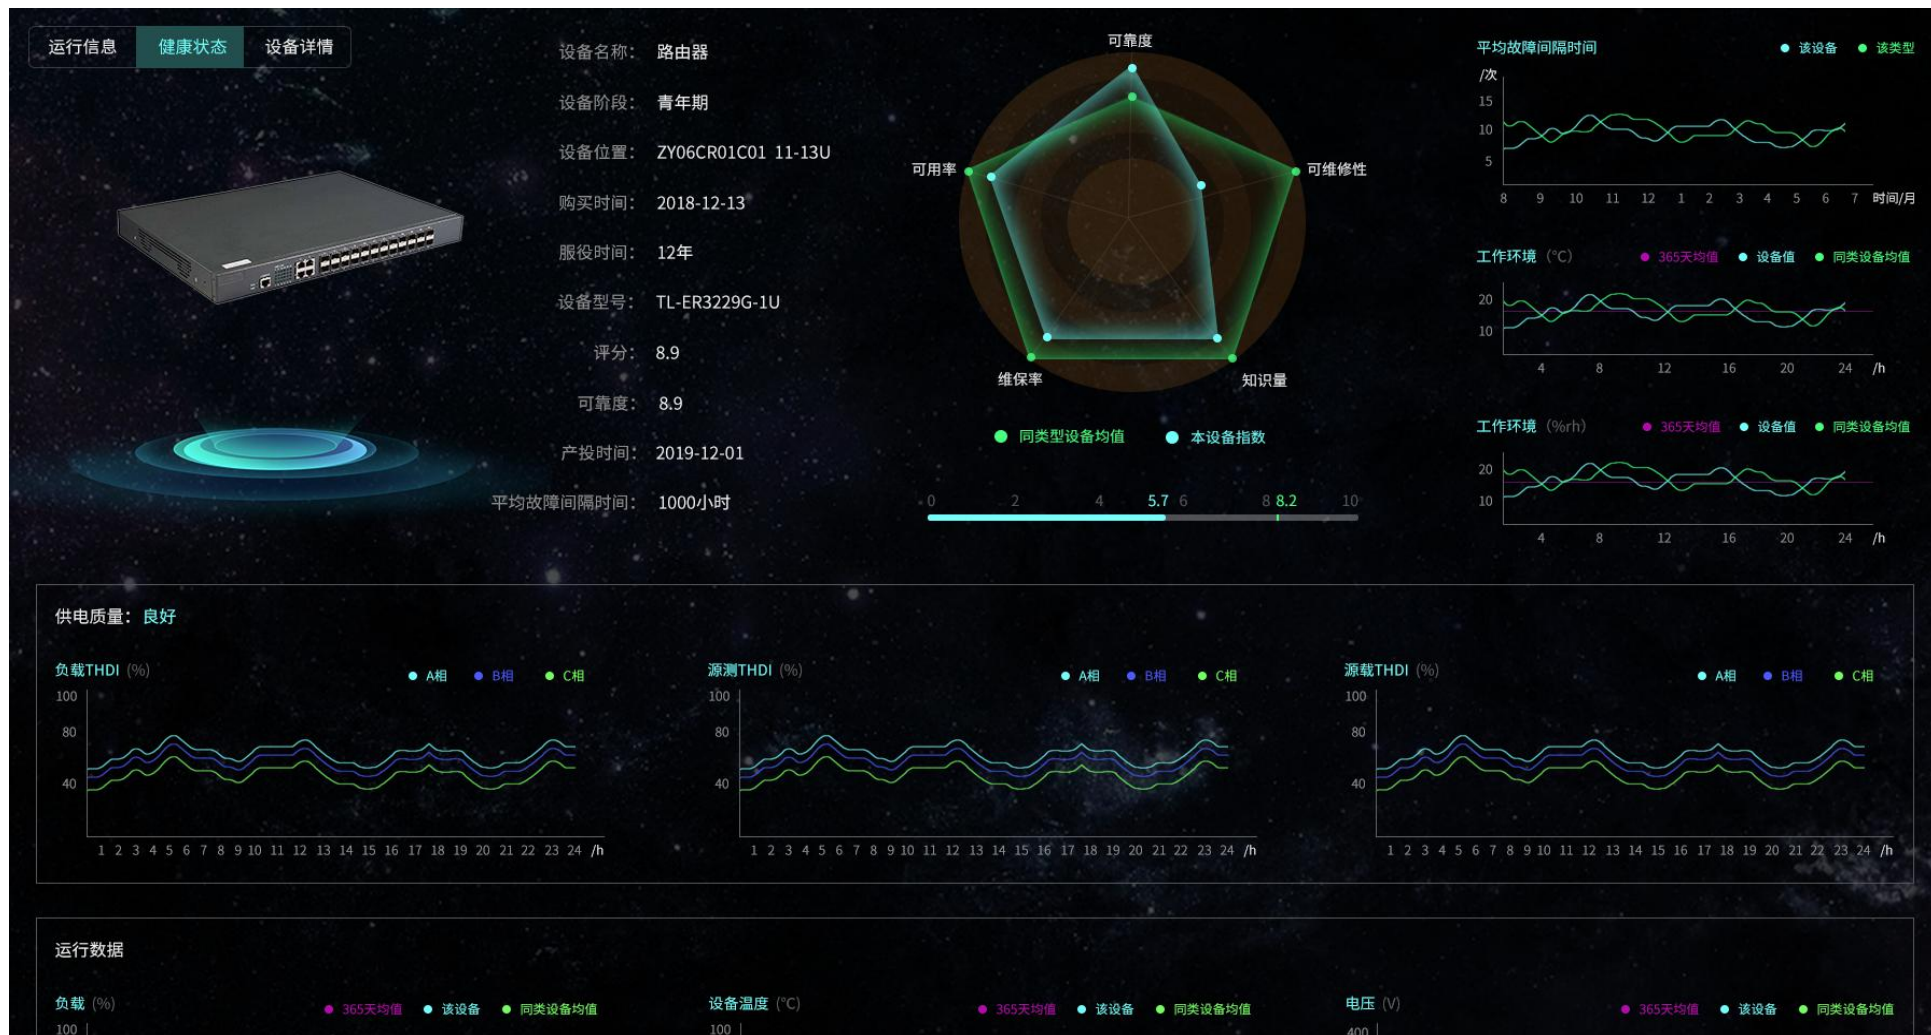 运行信息 健康状态 设备详情
设备名称： 路由器
设备阶段： 青年期
设备位置： ZY06CR01C01 11-13U
购买时间： 2018-12-13
服役时间： 12年
设备型号： TL-ER3229G-1U
评分： 8.9
可靠度： 8.9
产投时间： 2019-12-01
平均故障间隔时间： 1000小时
可靠度
可用率 可维修性
维保率 知识量
同类型设备均值 本设备指数
0 2 4 5.7 6 8 8.2 10
平均故障间隔时间 该设备 该类型
/次
15
10
5
8 9 10 11 12 1 2 3 4 5 6 7 时间/月
工作环境 (°C) 365天均值 设备值 同类设备均值
20
10
4 8 12 16 20 24 /h
工作环境 (%rh) 365天均值 设备值 同类设备均值
20
10
4 8 12 16 20 24 /h
供电质量：良好
负载THDI (%) A相 B相 C相
100
80
40
1 2 3 4 5 6 7 8 9 10 11 12 13 14 15 16 17 18 19 20 21 22 23 24 /h
源测THDI (%) A相 B相 C相
100
80
40
1 2 3 4 5 6 7 8 9 10 11 12 13 14 15 16 17 18 19 20 21 22 23 24 /h
源载THDI (%) A相 B相 C相
100
80
40
1 2 3 4 5 6 7 8 9 10 11 12 13 14 15 16 17 18 19 20 21 22 23 24 /h
运行数据
负载 (%) 365天均值 该设备 同类设备均值
100
设备温度 (°C) 365天均值 该设备 同类设备均值
100
电压 (V) 365天均值 该设备 同类设备均值
400